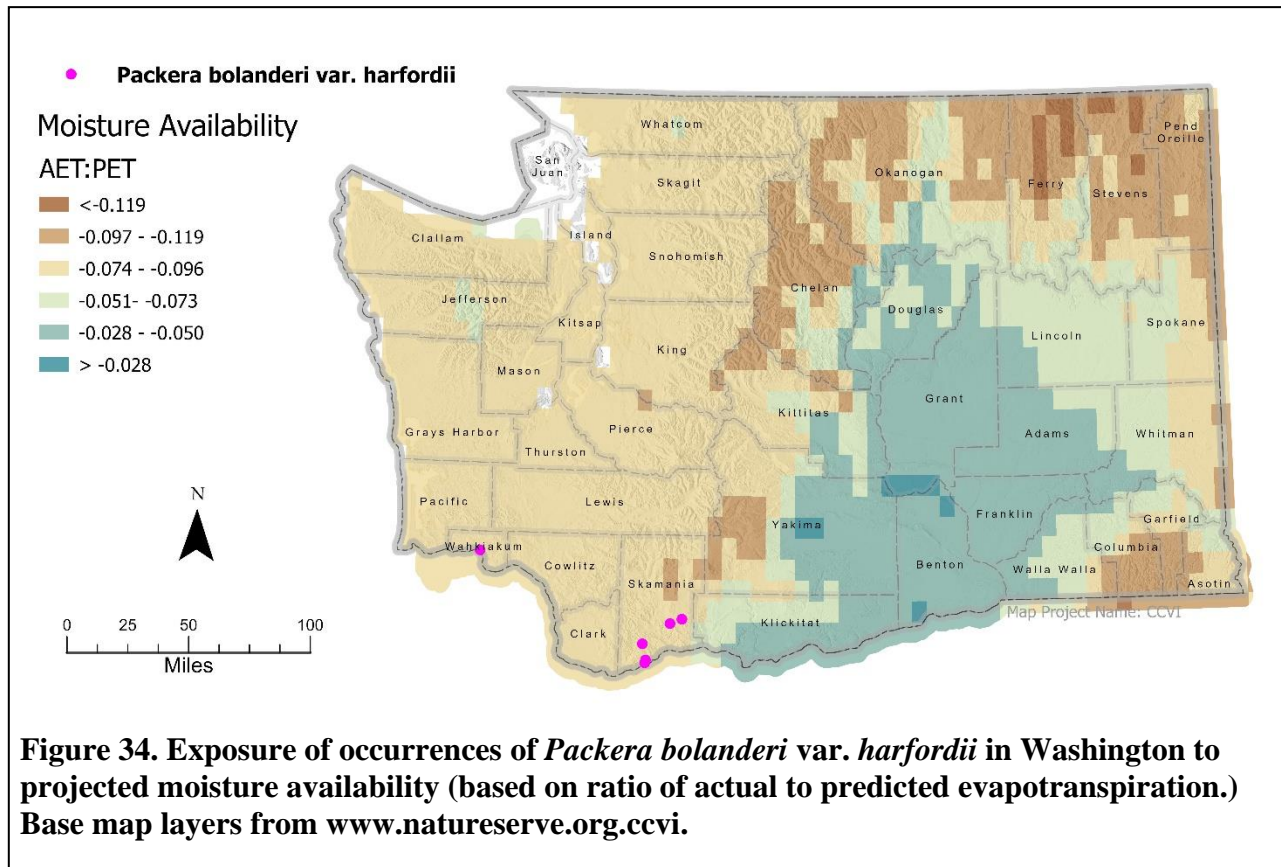 Packera bolanderi var. harfordii
Moisture Availability
AET:PET
<-0.119
-0.097 - -0.119
-0.074 - -0.096
-0.051- -0.073
-0.028 - -0.050
> -0.028
Whatcom
San Juan
Skagit
Okanogan
Ferry
Stevens
Pend Oreille
Clallam
Island
Snohomish
Chelan
Jefferson
Douglas
Kitsap
King
Lincoln
Spokane
Mason
Grant
Kittitas
Grays Harbor
Pierce
Adams
Whitman
Thurston
Pacific
Lewis
Yakima
Franklin
Garfield
Wahkiakum
Cowlitz
Skamania
Benton
Walla Walla
Columbia
Asotin
Clark
Klickitat
Map Project Name: CCVI
N
0 25 50 100
Miles
Figure 34. Exposure of occurrences of Packera bolanderi var. harfordii in Washington to
projected moisture availability (based on ratio of actual to predicted evapotranspiration.)
Base map layers from www.natureserve.org.ccvi.